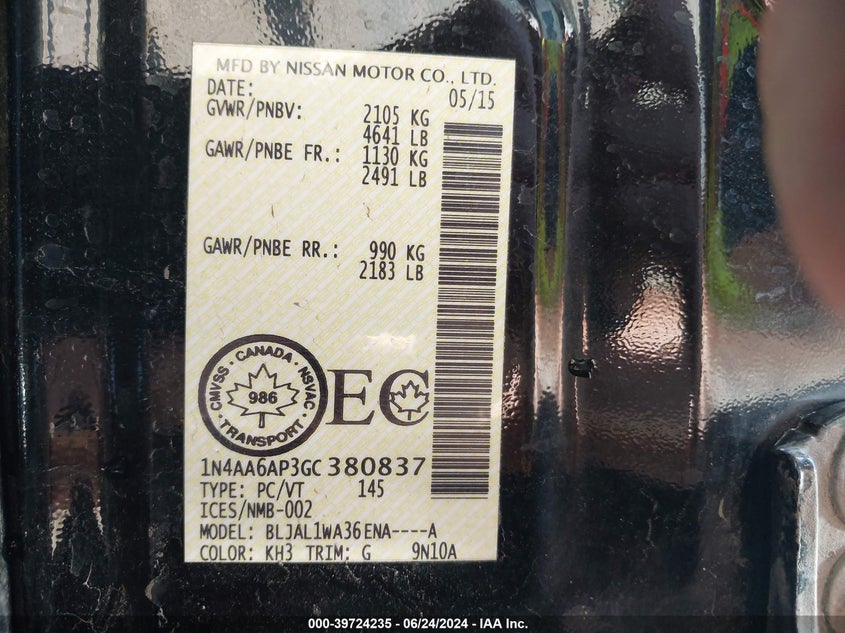 MFD BY NISSAN MOTOR CO., LTD.
DATE: 05/15
GVWR/PNBV: 2105 KG
4641 LB
GAWR/PNBE FR.: 1130 KG
2491 LB
GAWR/PNBE RR.: 990 KG
2183 LB
CMVSS · CANADA · NSVAC · TRANSPORT ·
986
EC
1N4AA6AP3GC380837
TYPE: PC/VT 145
ICES/NMB-002
MODEL: BLJAL1WA36ENA----A
COLOR: KH3 TRIM: G 9N10A
000-39724235 - 06/24/2024 - IAA Inc.